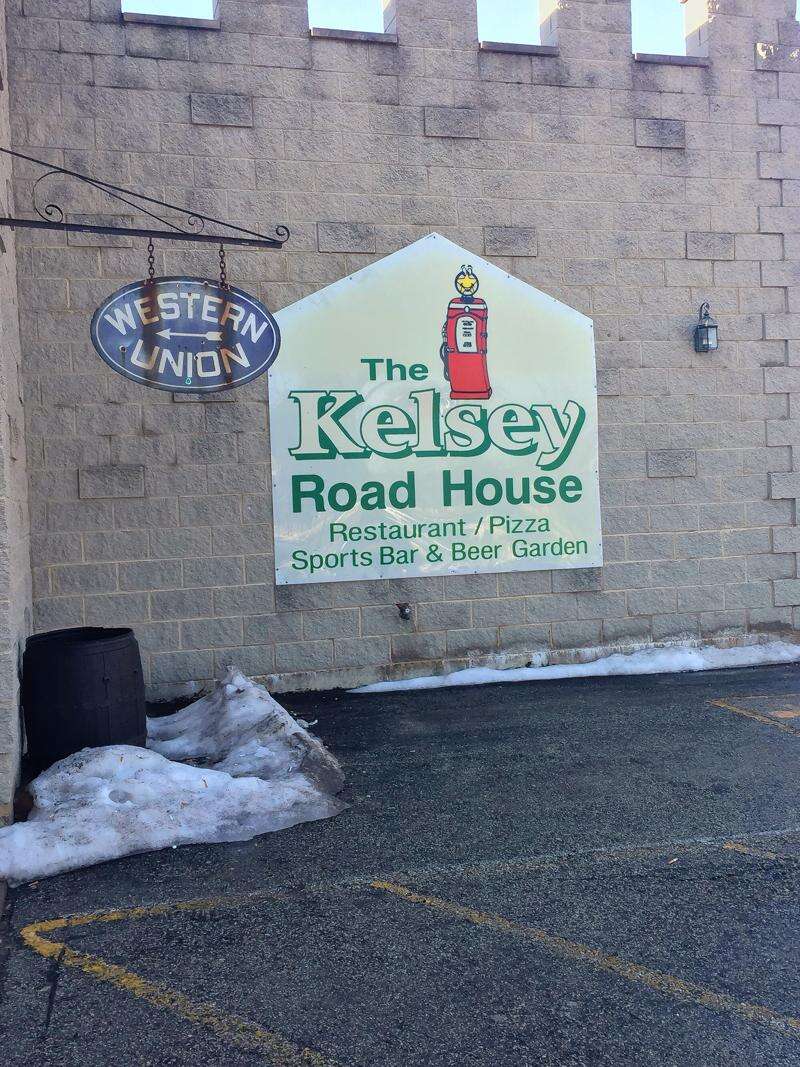 WESTERN
UNION
The
Kelsey
Road House
Restaurant / Pizza
Sports Bar & Beer Garden